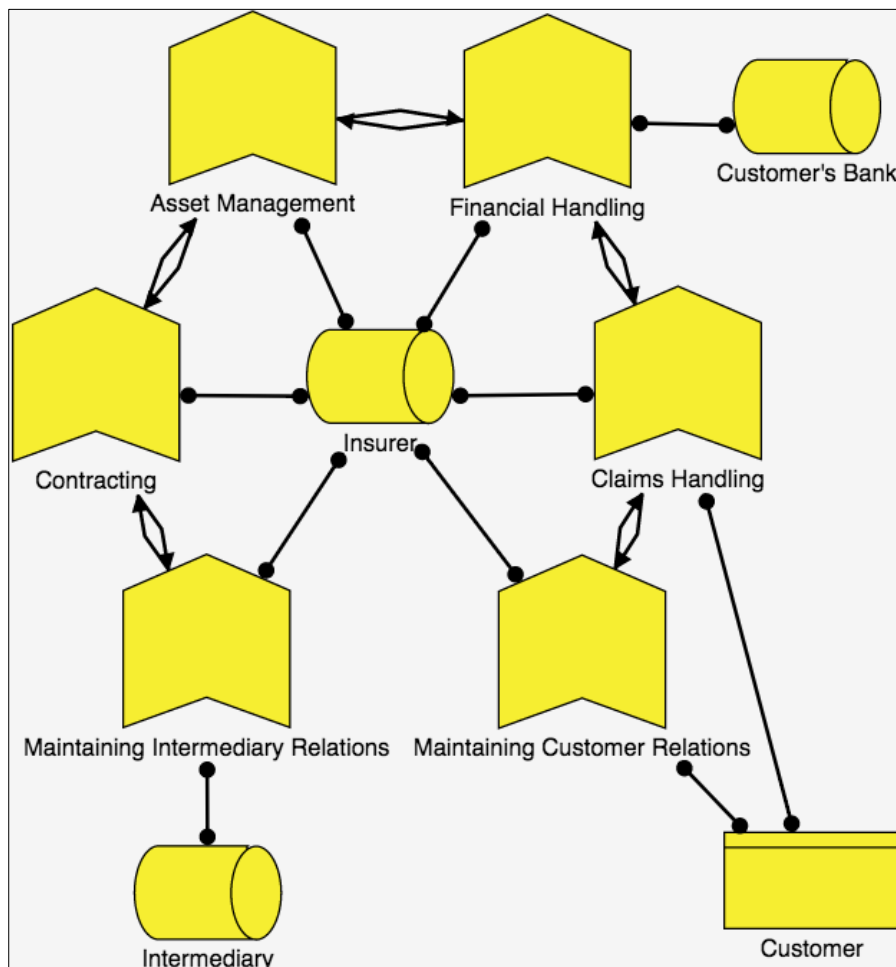 Customer's Bank
Asset Management
Financial Handling
Insurer
Contracting
Claims Handling
Maintaining Intermediary Relations
Maintaining Customer Relations
Intermediary
Customer